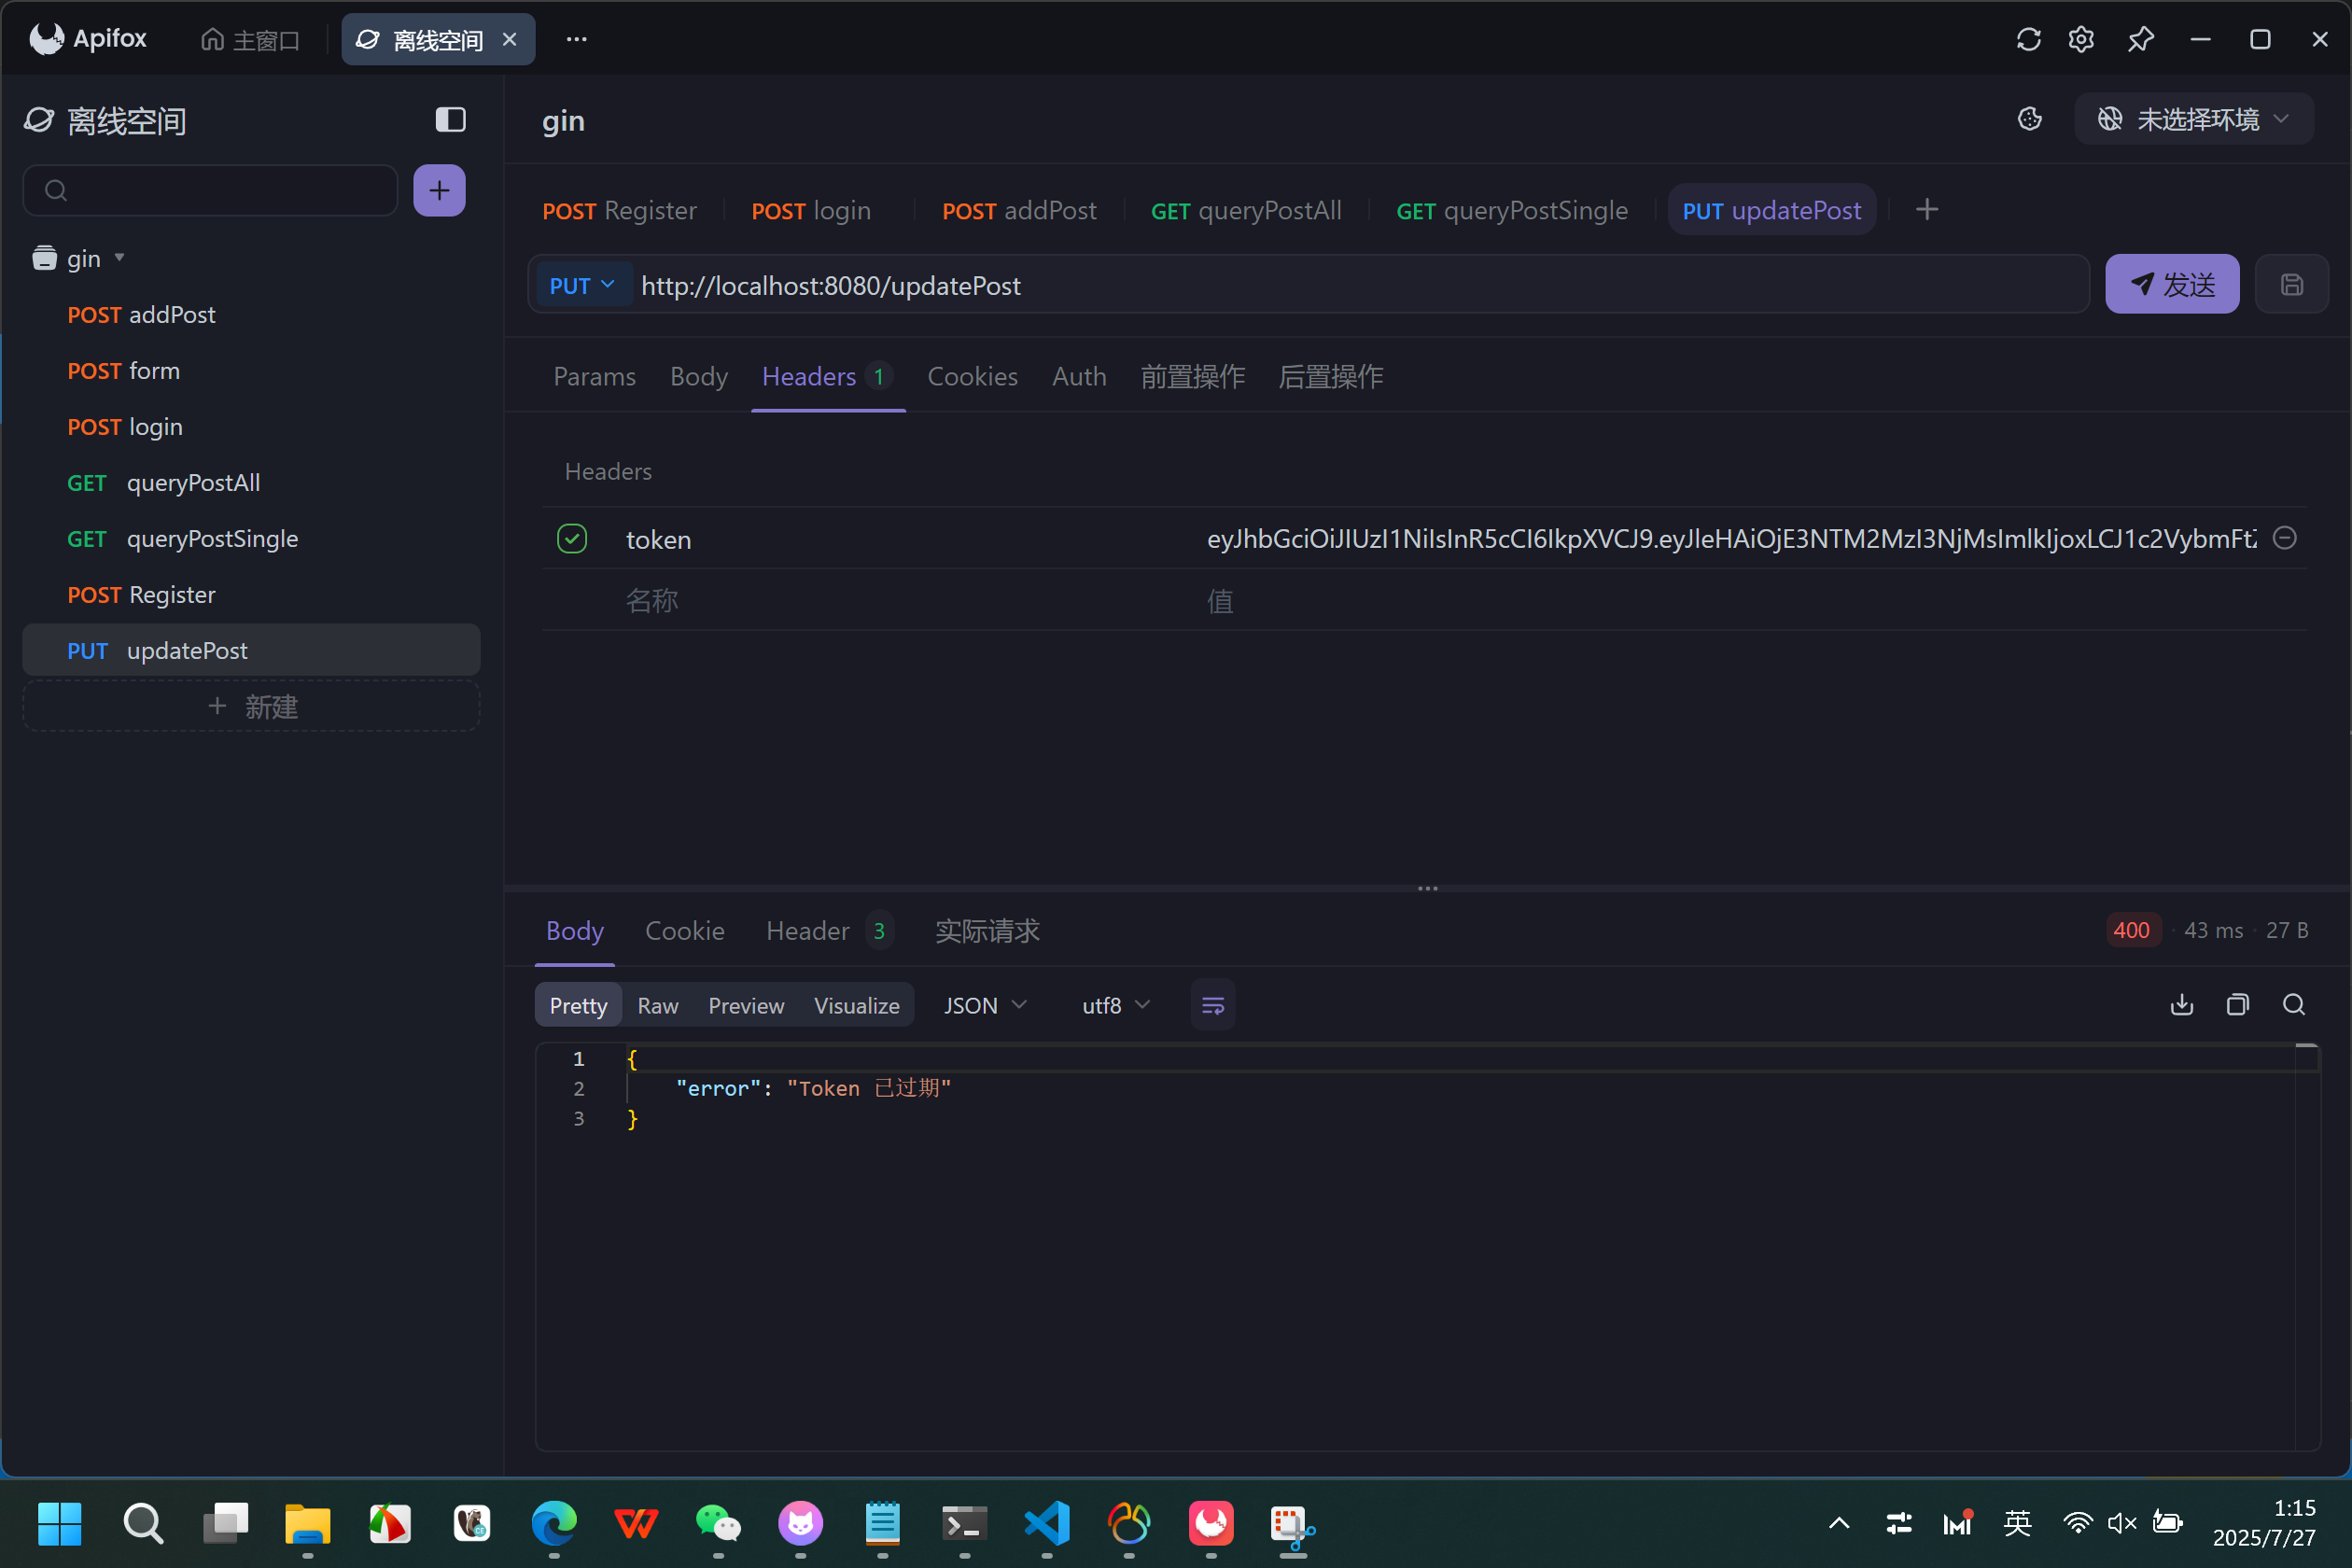 Apifox 主窗口 离线空间
离线空间
gin
未选择环境
gin
POST addPost
POST form
POST login
GET queryPostAll
GET queryPostSingle
POST Register
PUT updatePost
新建
POST Register POST login POST addPost GET queryPostAll GET queryPostSingle PUT updatePost
PUT http://localhost:8080/updatePost 发送
Params Body Headers 1 Cookies Auth 前置操作 后置操作
Headers
token
名称 值
Body Cookie Header 3 实际请求 400 · 43 ms · 27 B
Pretty Raw Preview Visualize JSON utf8
1 {
2 "error": "Token 已过期"
3 }
英 1:15
2025/7/27